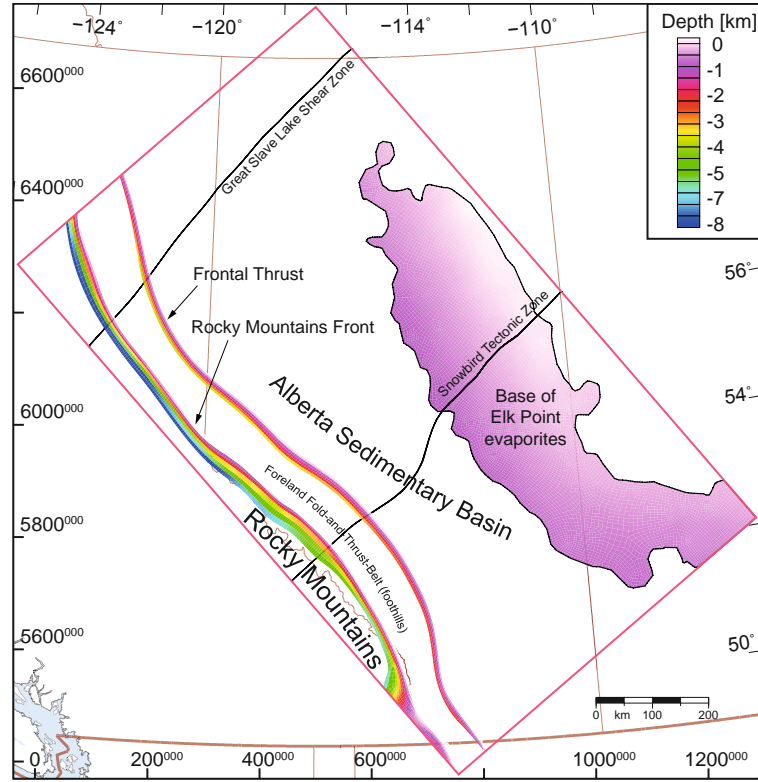 −124° −120° −114° −110°
Depth [km]
0
-1
-2
-3
-4
-5
-7
-8
6600000
6400000
6000000
5800000
5600000
56°
54°
50°
Great Slave Lake Shear Zone
Frontal Thrust
Rocky Mountains Front
Snowbird Tectonic Zone
Alberta Sedimentary Basin
Base of
Elk Point
evaporites
Foreland Fold-and
Thrust-Belt (foothills)
Rocky Mountains
0 km 100 200
0 200000 400000 600000 1000000 1200000